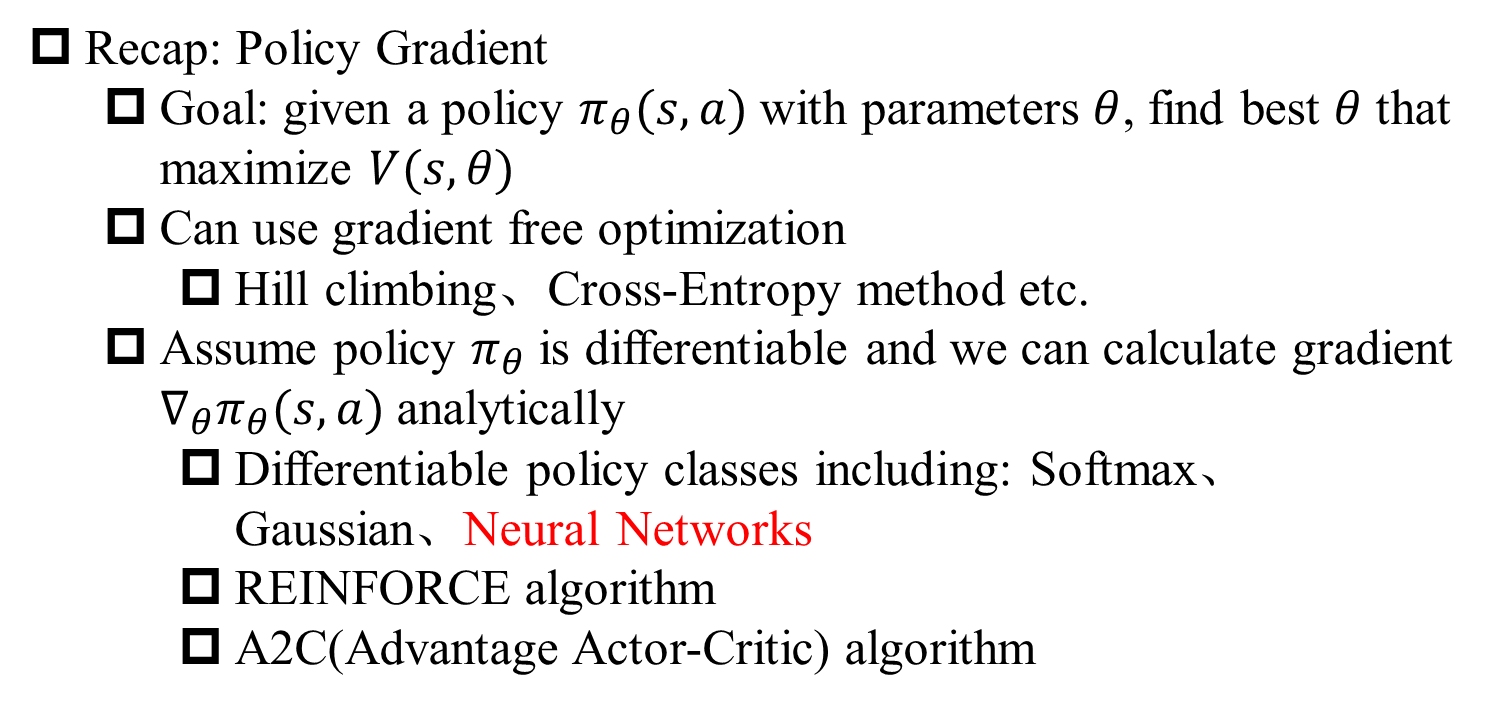 Recap: Policy Gradient
Goal: given a policy π_θ(s, a) with parameters θ, find best θ that
maximize V(s, θ)
Can use gradient free optimization
Hill climbing、Cross-Entropy method etc.
Assume policy π_θ is differentiable and we can calculate gradient
∇_θπ_θ(s, a) analytically
Differentiable policy classes including: Softmax、
Gaussian、Neural Networks
REINFORCE algorithm
A2C(Advantage Actor-Critic) algorithm